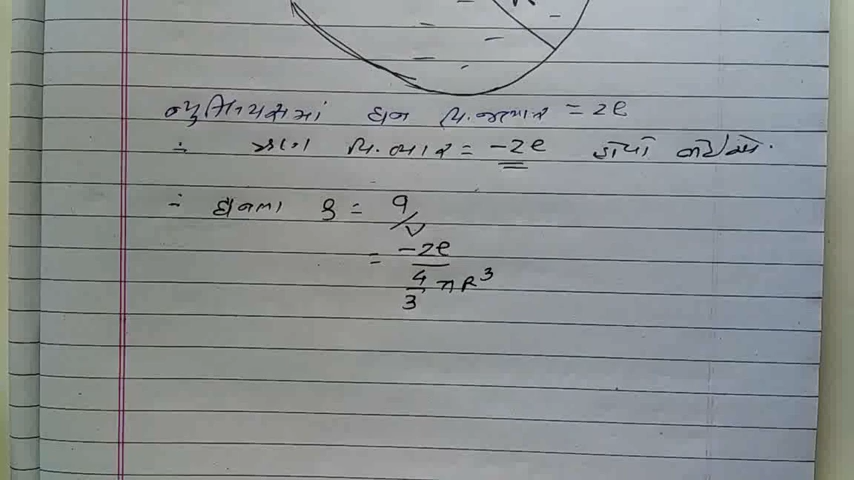 R
ન્યુક્લિયસમાં ધન વિ.ભાર = 2e
∴ ઋણ વિ.ભાર = -2e હોવો જોઈએ.
∴ ઘનતા ρ = q/V
= -2e / (4/3 πR³)